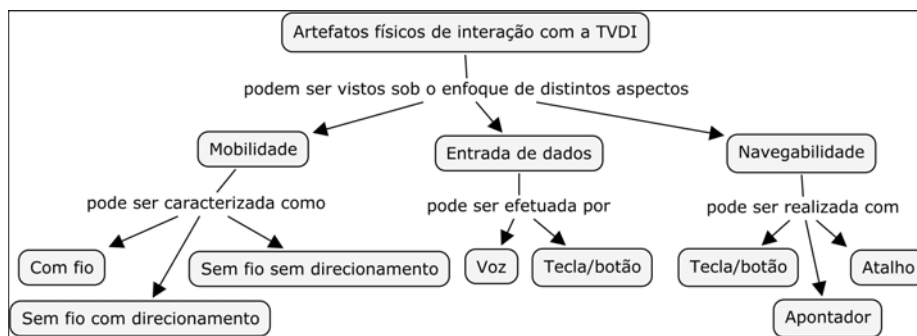 Artefatos físicos de interação com a TVDI
podem ser vistos sob o enfoque de distintos aspectos
Mobilidade
Entrada de dados
Navegabilidade
pode ser caracterizada como
pode ser efetuada por
pode ser realizada com
Com fio
Sem fio sem direcionamento
Voz
Tecla/botão
Tecla/botão
Atalho
Sem fio com direcionamento
Apontador